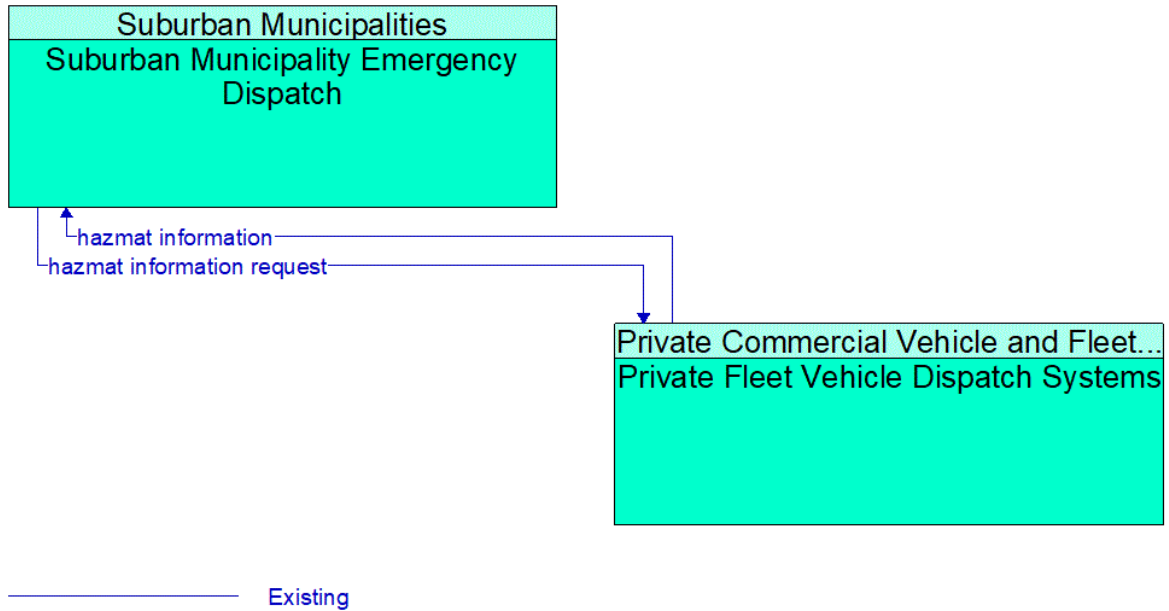 Suburban Municipalities
Suburban Municipality Emergency
Dispatch
hazmat information
hazmat information request
Private Commercial Vehicle and Fleet...
Private Fleet Vehicle Dispatch Systems
Existing